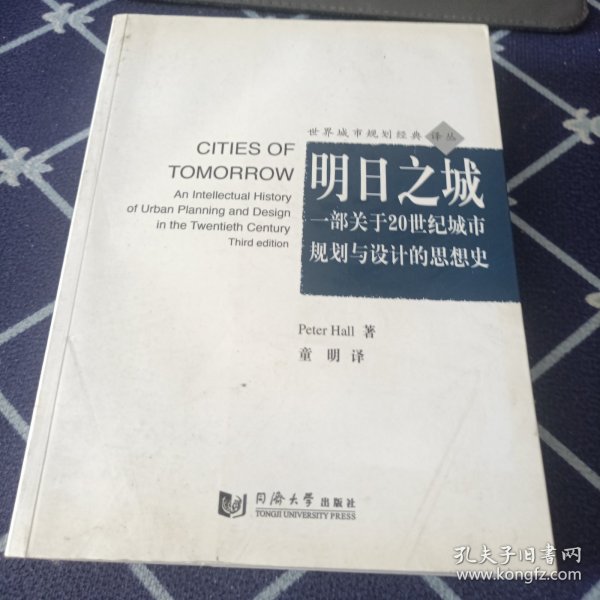 世界城市规划经典译丛
CITIES OF
TOMORROW
An Intellectual History
of Urban Planning and Design
in the Twentieth Century
Third edition
明日之城
一部关于20世纪城市
规划与设计的思想史
Peter Hall 著
童 明 译
同济大学出版社
TONGJI UNIVERSITY PRESS
孔夫子旧书网
www.kongfz.com